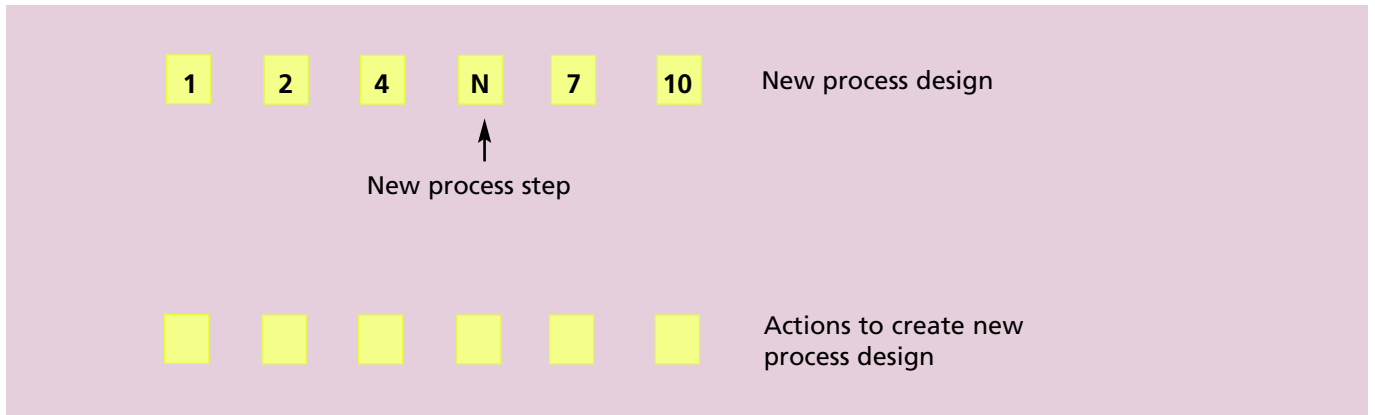 1 2 4 N 7 10 New process design
New process step
Actions to create new
process design